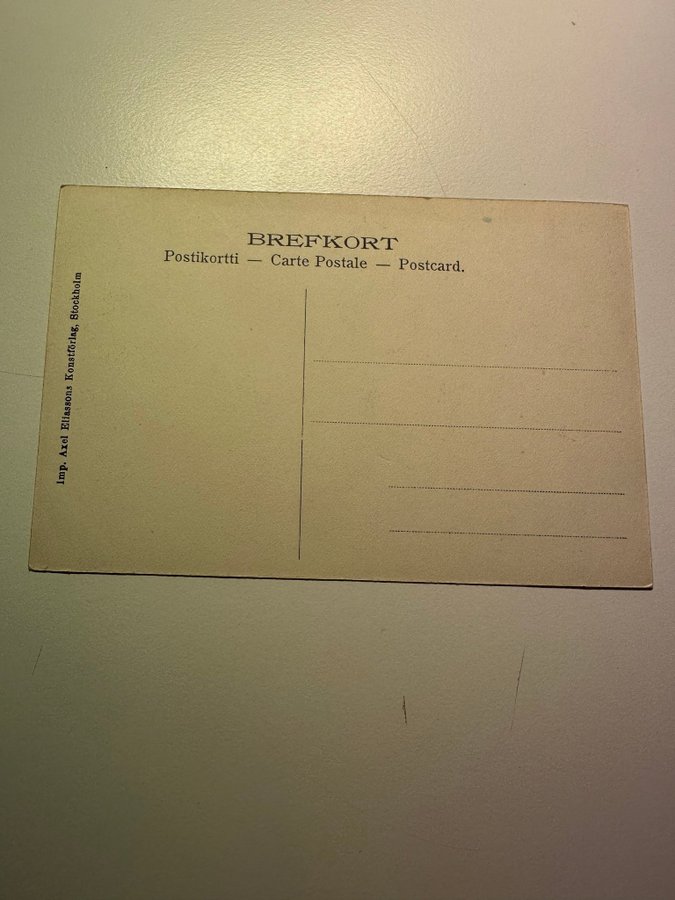 BREFKORT
Postikortti — Carte Postale — Postcard.
Imp. Axel Eliassons Konstförlag, Stockholm